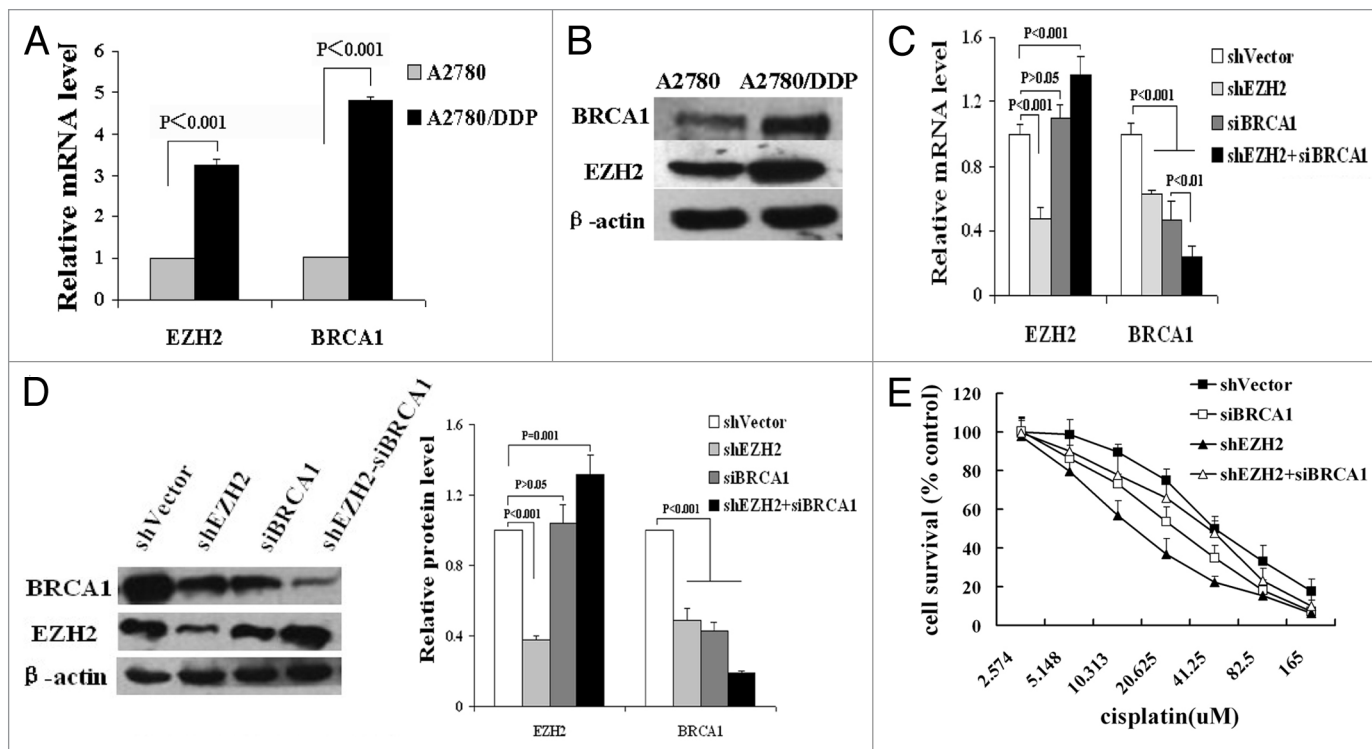 A
Relative mRNA level
6
5
4
3
2
1
0
P<0.001
P<0.001
A2780
A2780/DDP
EZH2 BRCA1
B
A2780 A2780/DDP
BRCA1
EZH2
β-actin
C
Relative mRNA level
1.6
1.2
0.8
0.4
0
P<0.001
P>0.05
P<0.001
P<0.001
P<0.01
shVector
shEZH2
siBRCA1
shEZH2+siBRCA1
EZH2 BRCA1
D
shVector
shEZH2
siBRCA1
shEZH2-siBRCA1
BRCA1
EZH2
β-actin
Relative protein level
1.6
1.2
0.8
0.4
0
P=0.001
P>0.05
P<0.001
P<0.001
shVector
shEZH2
siBRCA1
shEZH2+siBRCA1
EZH2 BRCA1
E
cell survival (% control)
120
100
80
60
40
20
0
shVector
siBRCA1
shEZH2
shEZH2+siBRCA1
2.574 5.148 10.313 20.625 41.25 82.5 165
cisplatin(uM)